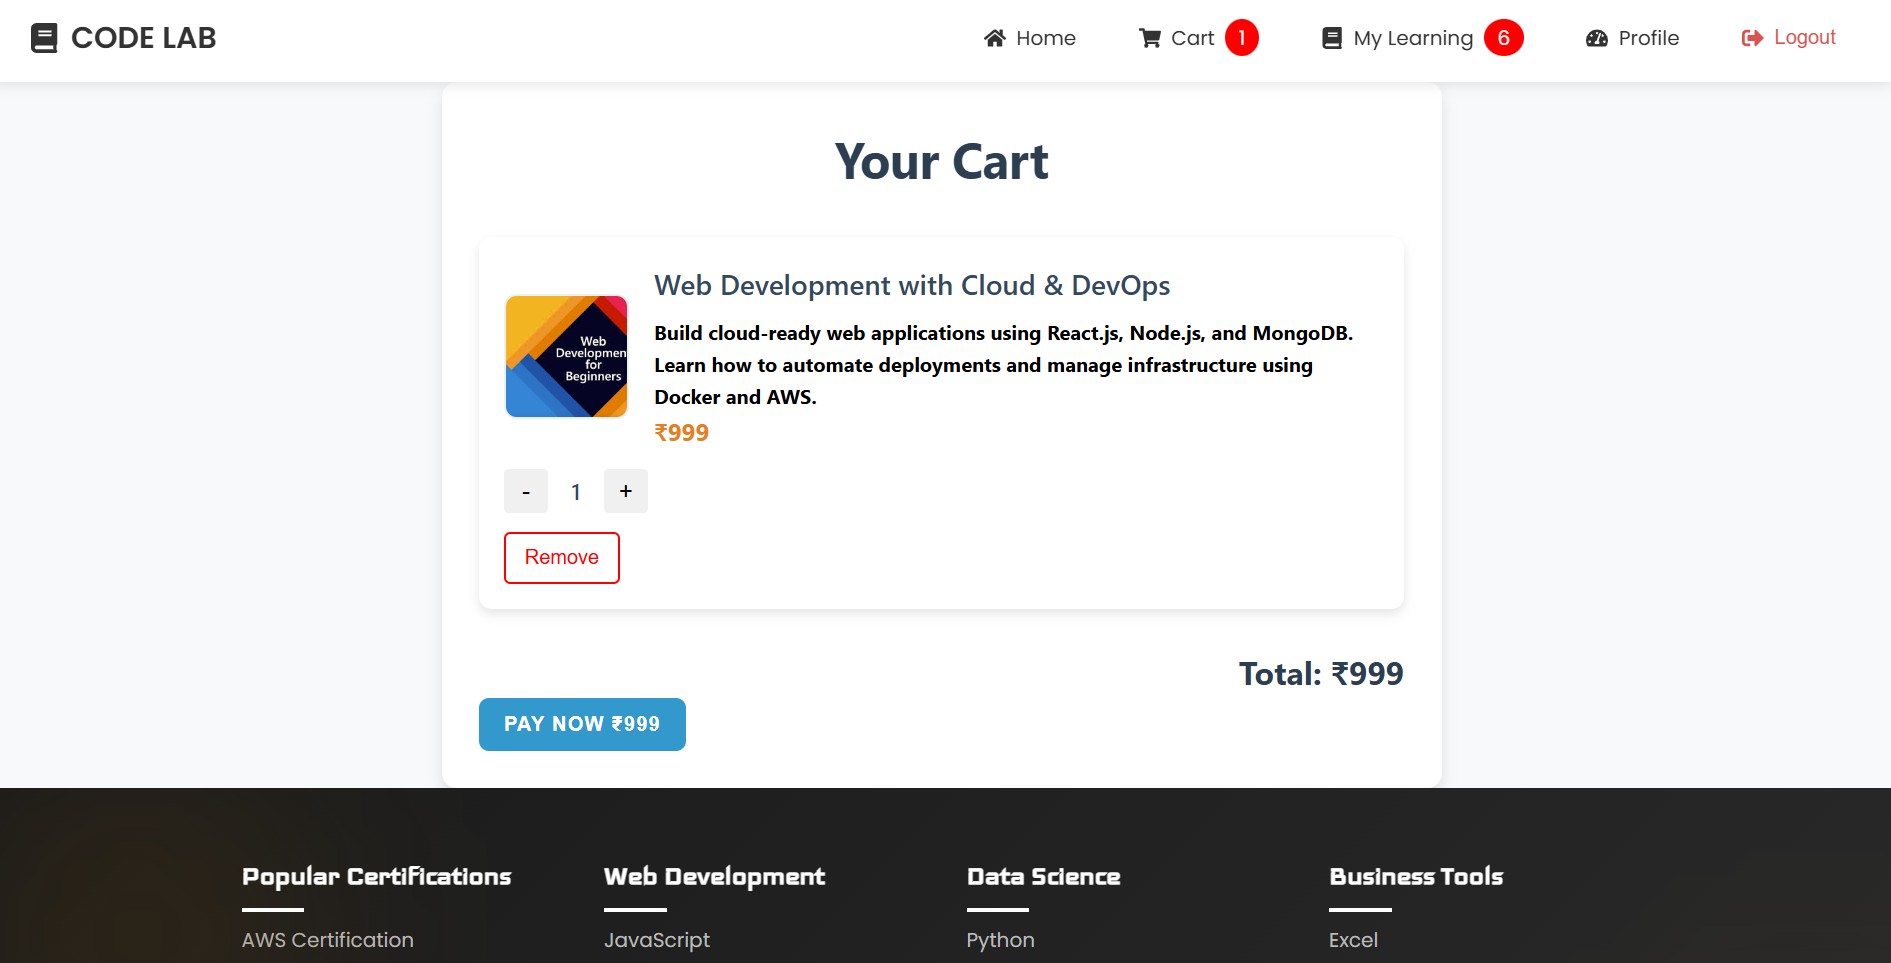 CODE LAB
Home
Cart 1
My Learning 6
Profile
Logout
Your Cart
Web
Developmen
for
Beginners
Web Development with Cloud & DevOps
Build cloud-ready web applications using React.js, Node.js, and MongoDB.
Learn how to automate deployments and manage infrastructure using
Docker and AWS.
₹999
- 1 +
Remove
Total: ₹999
PAY NOW ₹999
Popular Certifications
AWS Certification
Web Development
JavaScript
Data Science
Python
Business Tools
Excel